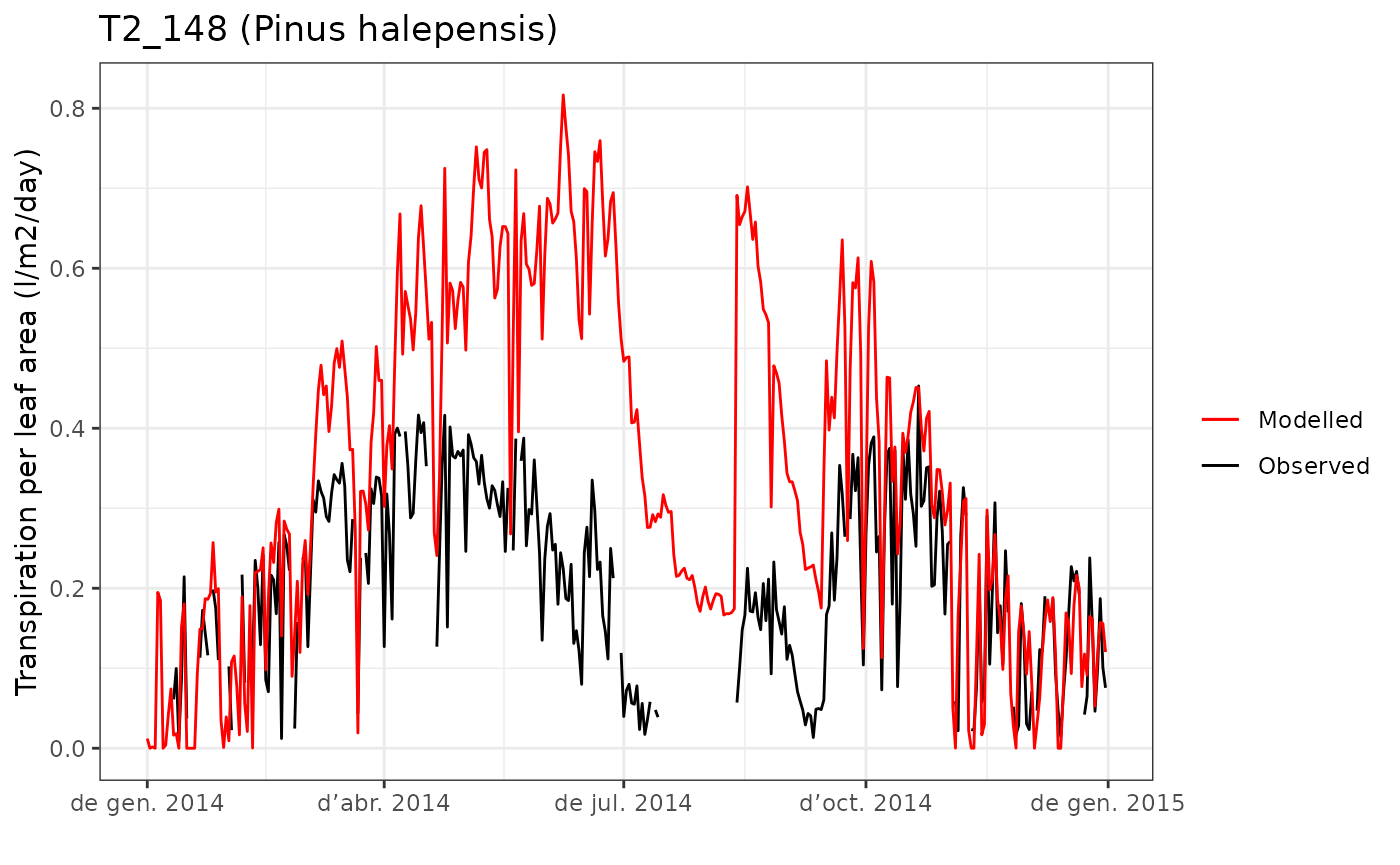 T2_148 (Pinus halepensis)
Transpiration per leaf area (l/m2/day)
0.8
0.6
0.4
0.2
0.0
de gen. 2014
d’abr. 2014
de jul. 2014
d’oct. 2014
de gen. 2015
Modelled
Observed